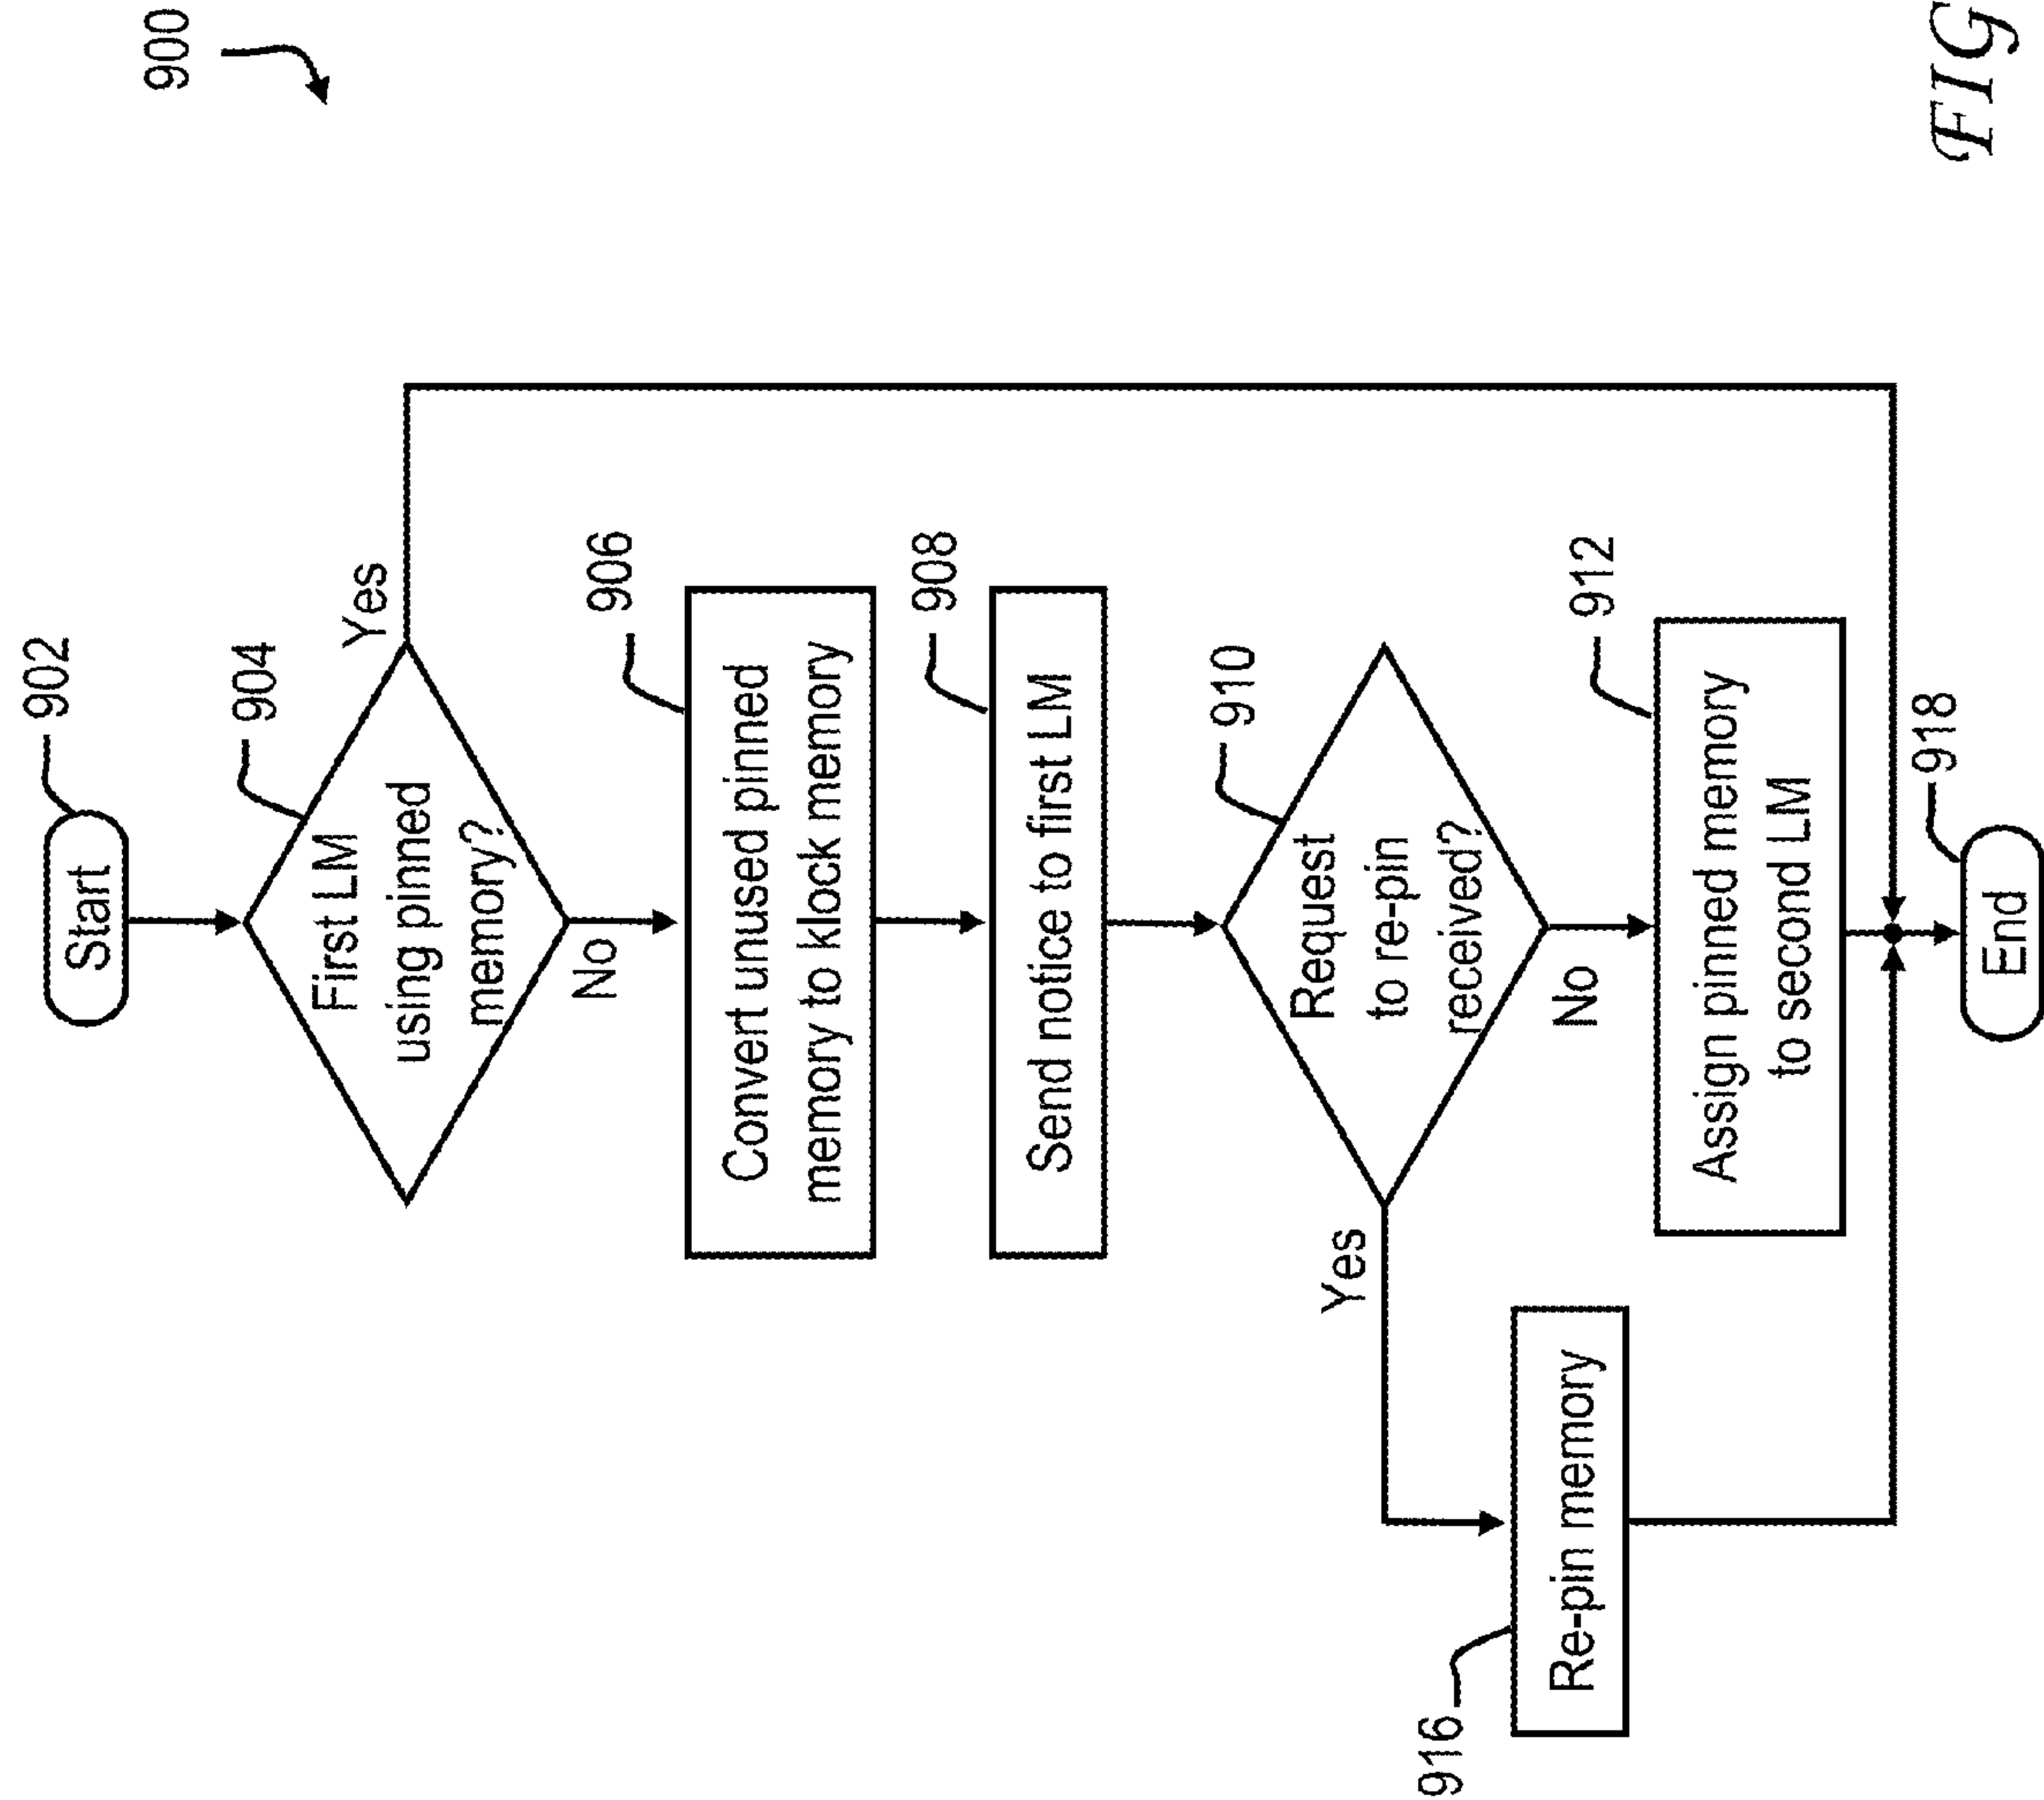 900
Start
902
First LM
using pinned
memory?
904
Yes
No
Convert unused pinned
memory to klock memory
906
Send notice to first LM
908
Request
to re-pin
received?
910
Yes
No
Re-pin memory
916
Assign pinned memory
to second LM
912
End
918
FIG